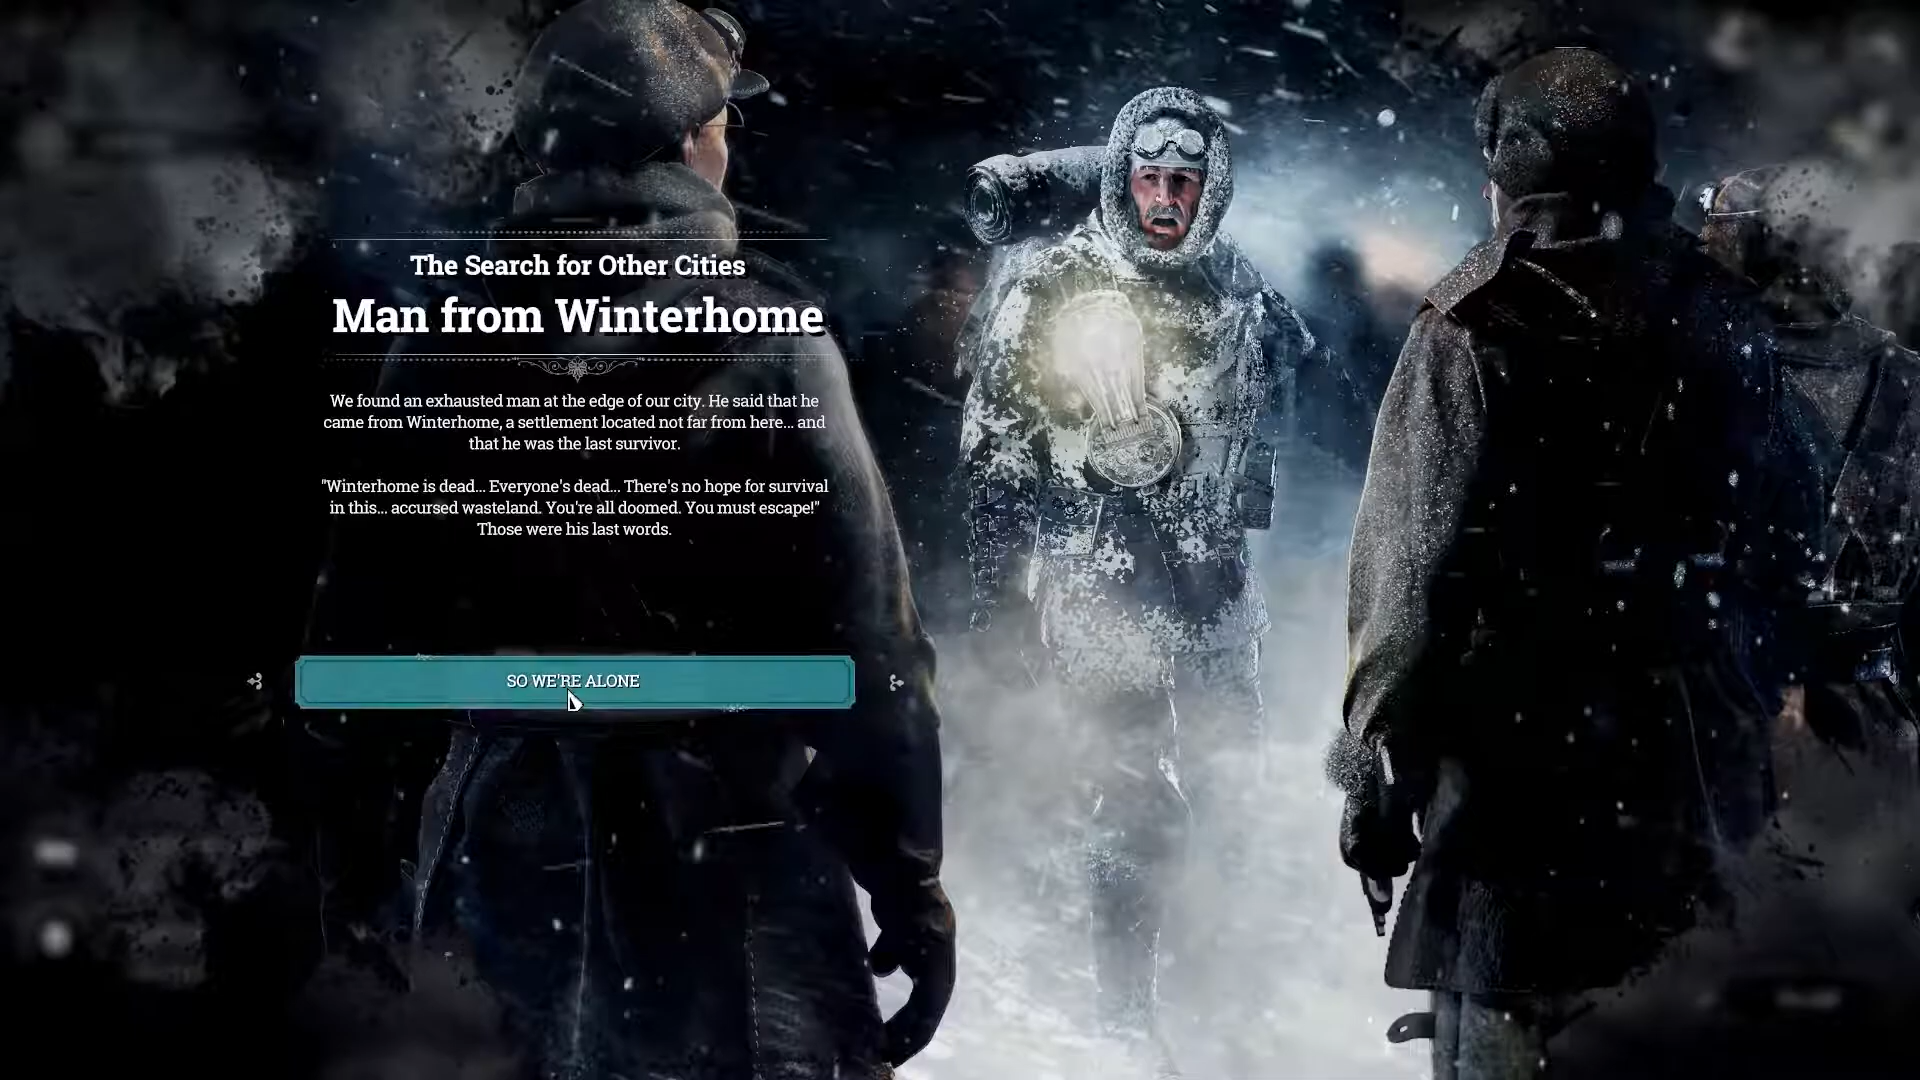 The Search for Other Cities
Man from Winterhome
We found an exhausted man at the edge of our city. He said that he
came from Winterhome, a settlement located not far from here... and
that he was the last survivor.
"Winterhome is dead... Everyone's dead... There's no hope for survival
in this... accursed wasteland. You're all doomed. You must escape!"
Those were his last words.
SO WE'RE ALONE